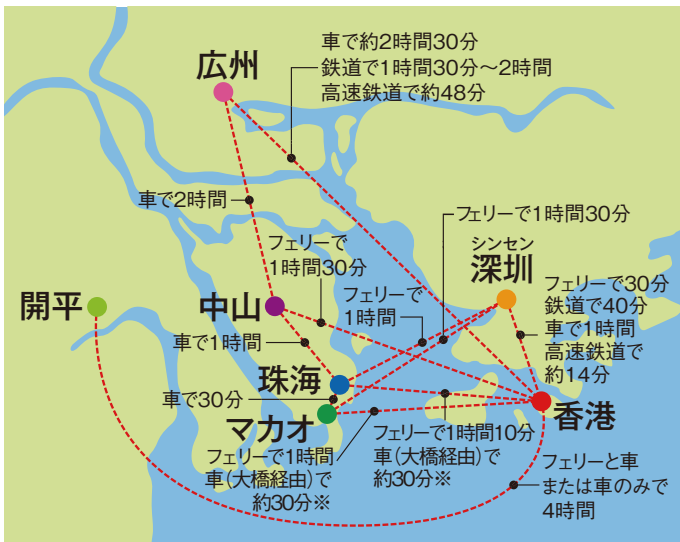 広州
車で約2時間30分
鉄道で1時間30分～2時間
高速鉄道で約48分
車で2時間
フェリーで1時間30分
シンセン
深圳
フェリーで
1時間30分
フェリーで
1時間
フェリーで30分
鉄道で40分
車で1時間
高速鉄道で
約14分
開平
中山
車で1時間
珠海
車で30分
マカオ
香港
フェリーで1時間
車（大橋経由）で
約30分※
フェリーで1時間10分
車（大橋経由）で
約30分※
フェリーと車
または車のみで
4時間